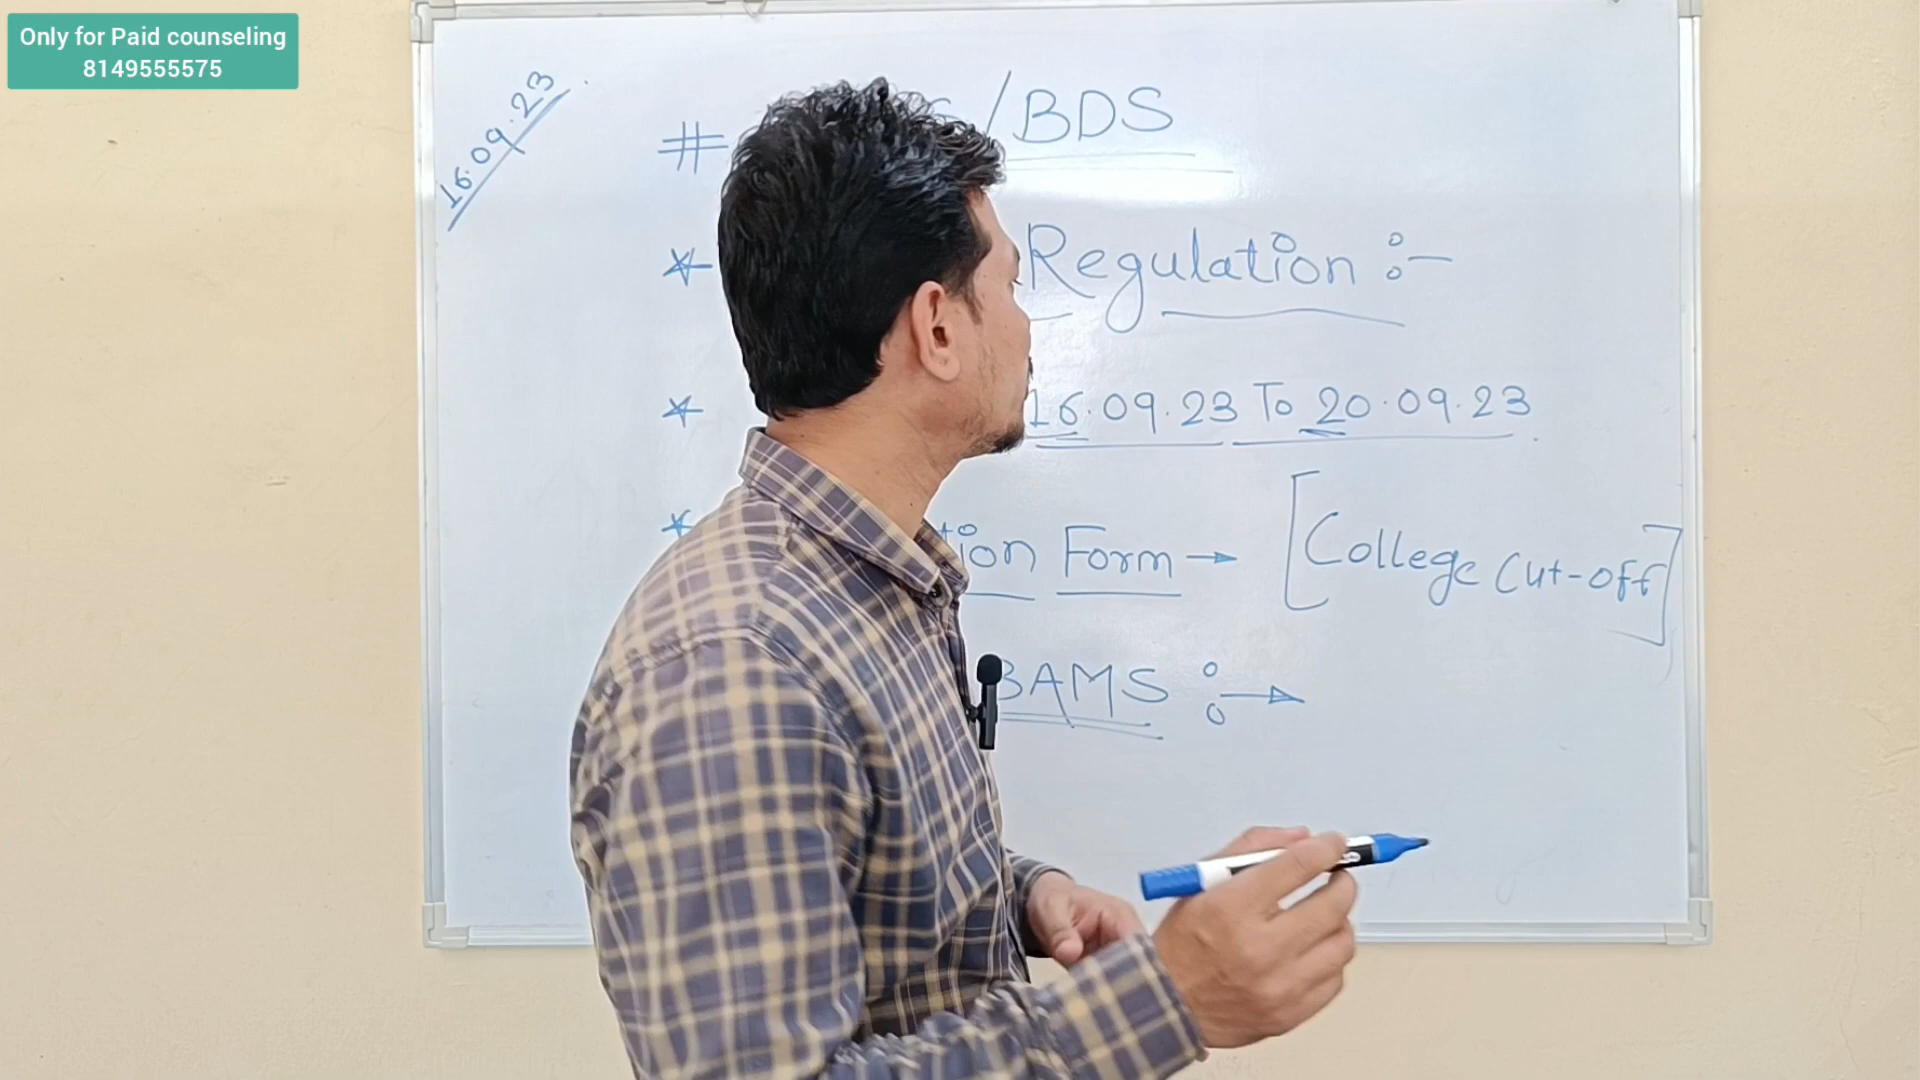 Only for Paid counseling
8149555575
16.09.23
# /BDS
* Regulation :-
* 16.09.23 To 20.09.23
* tion Form → [College Cut-off]
BAMS :→